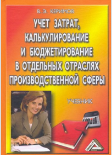 УЧЕТ ЗАТРАТ,
КАЛЬКУЛИРОВАНИЕ
И БЮДЖЕТИРОВАНИЕ
В ОТДЕЛЬНЫХ ОТРАСЛЯХ
ПРОИЗВОДСТВЕННОЙ СФЕРЫ